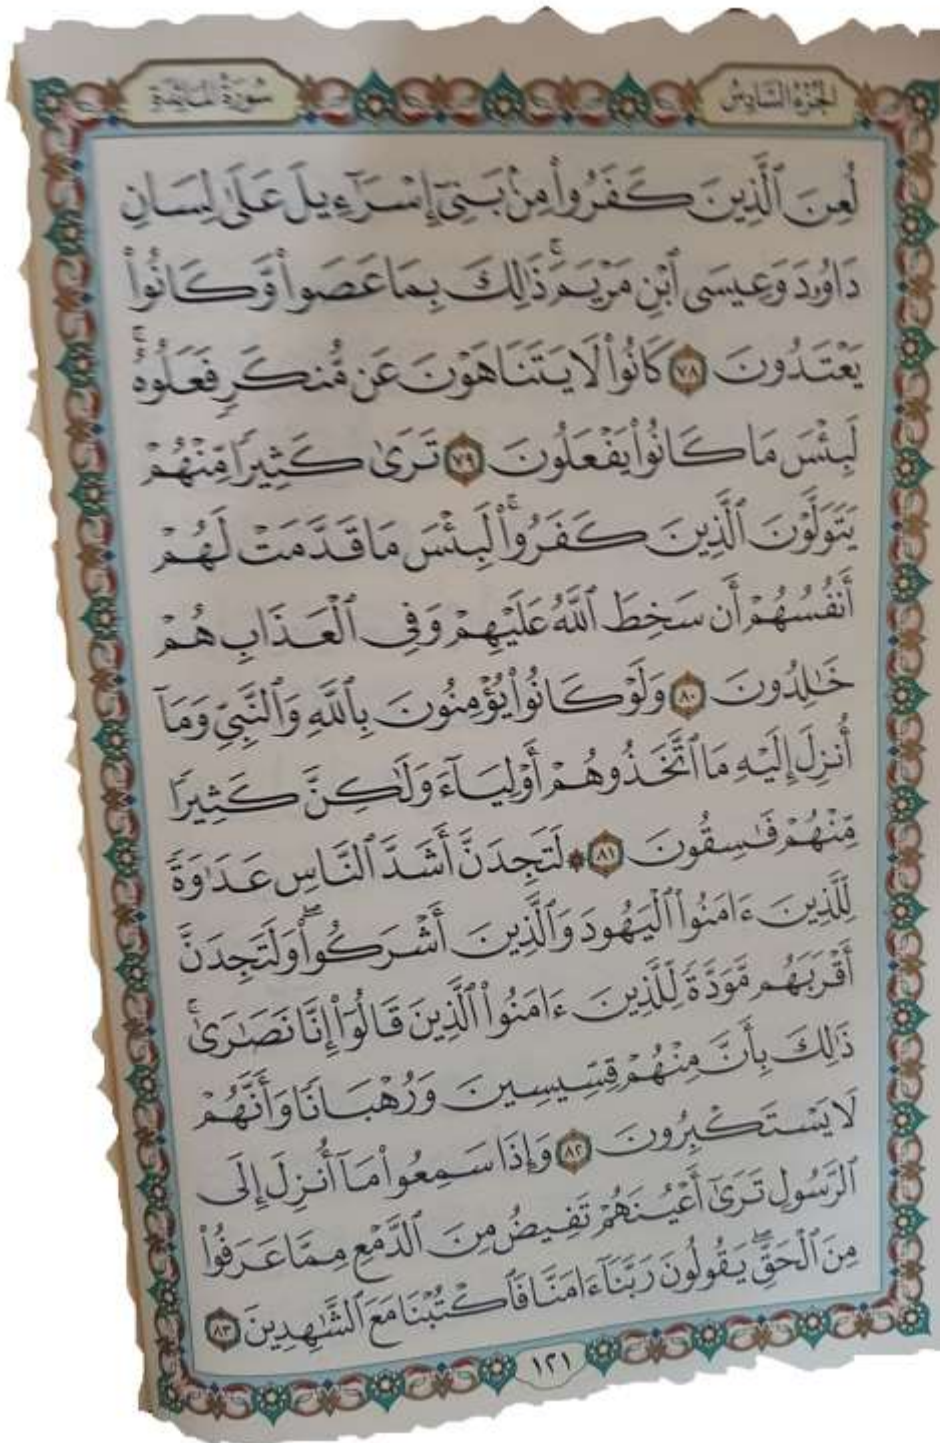 الجزء السادس
سورة المائدة
لُعِنَ ٱلَّذِينَ كَفَرُوا۟ مِنۢ بَنِىٓ إِسْرَٰٓءِيلَ عَلَىٰ لِسَانِ
دَاوُۥدَ وَعِيسَى ٱبْنِ مَرْيَمَ ۚ ذَٰلِكَ بِمَا عَصَوا۟ وَّكَانُوا۟
يَعْتَدُونَ ٧٨ كَانُوا۟ لَا يَتَنَاهَوْنَ عَن مُّنكَرٍ فَعَلُوهُ ۚ
لَبِئْسَ مَا كَانُوا۟ يَفْعَلُونَ ٧٩ تَرَىٰ كَثِيرًا مِّنْهُمْ
يَتَوَلَّوْنَ ٱلَّذِينَ كَفَرُوا۟ ۚ لَبِئْسَ مَا قَدَّمَتْ لَهُمْ
أَنفُسُهُمْ أَن سَخِطَ ٱللَّهُ عَلَيْهِمْ وَفِى ٱلْعَذَابِ هُمْ
خَٰلِدُونَ ٨٠ وَلَوْ كَانُوا۟ يُؤْمِنُونَ بِٱللَّهِ وَٱلنَّبِىِّ وَمَآ
أُنزِلَ إِلَيْهِ مَا ٱتَّخَذُوهُمْ أَوْلِيَآءَ وَلَٰكِنَّ كَثِيرًا
مِّنْهُمْ فَٰسِقُونَ ٨١ ۞ لَتَجِدَنَّ أَشَدَّ ٱلنَّاسِ عَدَٰوَةً
لِّلَّذِينَ ءَامَنُوا۟ ٱلْيَهُودَ وَٱلَّذِينَ أَشْرَكُوا۟ ۖ وَلَتَجِدَنَّ
أَقْرَبَهُم مَّوَدَّةً لِّلَّذِينَ ءَامَنُوا۟ ٱلَّذِينَ قَالُوٓا۟ إِنَّا نَصَٰرَىٰ ۚ
ذَٰلِكَ بِأَنَّ مِنْهُمْ قِسِّيسِينَ وَرُهْبَانًا وَأَنَّهُمْ
لَا يَسْتَكْبِرُونَ ٨٢ وَإِذَا سَمِعُوا۟ مَآ أُنزِلَ إِلَى
ٱلرَّسُولِ تَرَىٰٓ أَعْيُنَهُمْ تَفِيضُ مِنَ ٱلدَّمْعِ مِمَّا عَرَفُوا۟
مِنَ ٱلْحَقِّ ۖ يَقُولُونَ رَبَّنَآ ءَامَنَّا فَٱكْتُبْنَا مَعَ ٱلشَّٰهِدِينَ ٨٣
١٢١